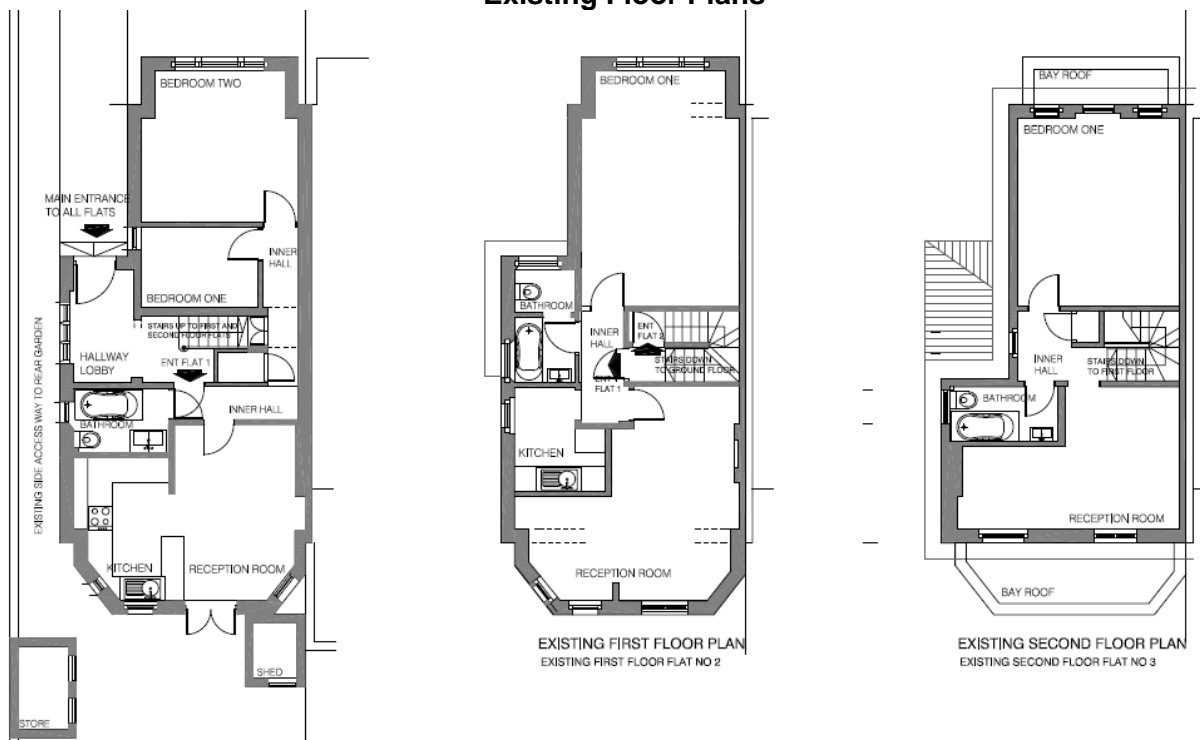 Existing Floor Plans
BEDROOM TWO
MAIN ENTRANCE
TO ALL FLATS
INNER
HALL
BEDROOM ONE
STAIRS UP TO FIRST AND
SECOND FLOOR FLATS
HALLWAY
LOBBY
ENT FLAT 1
INNER HALL
BATHROOM
EXISTING SIDE ACCESS WAY TO REAR GARDEN
KITCHEN
RECEPTION ROOM
SHED
STORE
BEDROOM ONE
BATHROOM
INNER
HALL
ENT
FLAT 2
STAIRS DOWN
TO GROUND FLOOR
ENT
FLAT 1
KITCHEN
RECEPTION ROOM
EXISTING FIRST FLOOR PLAN
EXISTING FIRST FLOOR FLAT NO 2
BAY ROOF
BEDROOM ONE
INNER
HALL
STAIRS DOWN
TO FIRST FLOOR
BATHROOM
RECEPTION ROOM
BAY ROOF
EXISTING SECOND FLOOR PLAN
EXISTING SECOND FLOOR FLAT NO 3